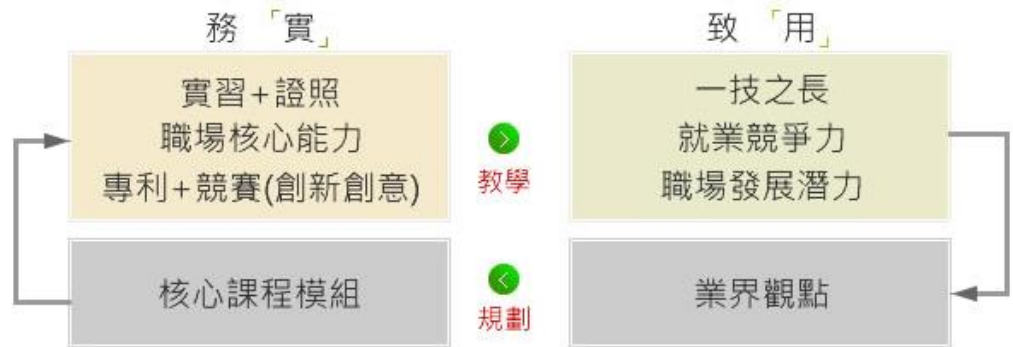 務「實」
致「用」
實習+證照
職場核心能力
專利+競賽(創新創意)
教學
一技之長
就業競爭力
職場發展潛力
核心課程模組
規劃
業界觀點